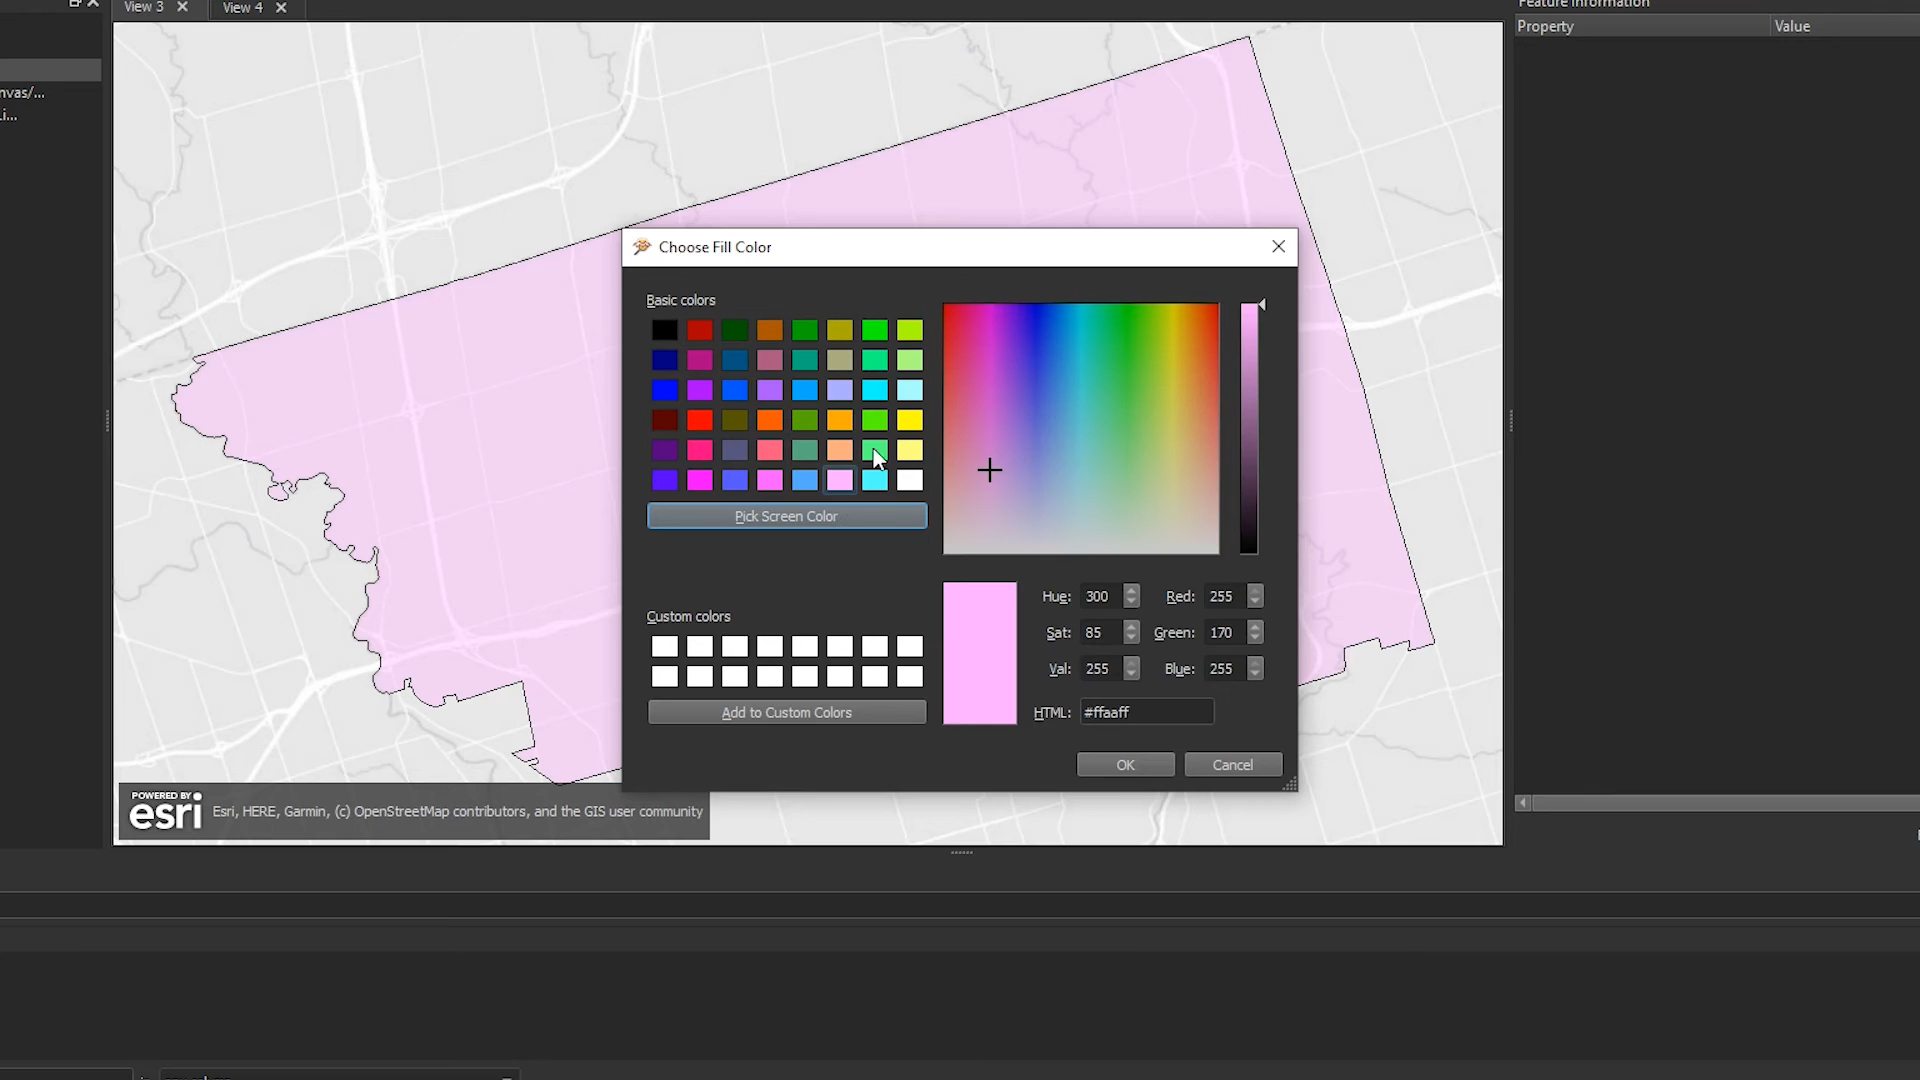 View 3
View 4
Feature Information
Property Value
nvas/...
.i...
Choose Fill Color
Basic colors
Pick Screen Color
Custom colors
Add to Custom Colors
Hue: 300 Red: 255
Sat: 85 Green: 170
Val: 255 Blue: 255
HTML: #ffaaff
OK Cancel
POWERED BY
esri
Esri, HERE, Garmin, (c) OpenStreetMap contributors, and the GIS user community